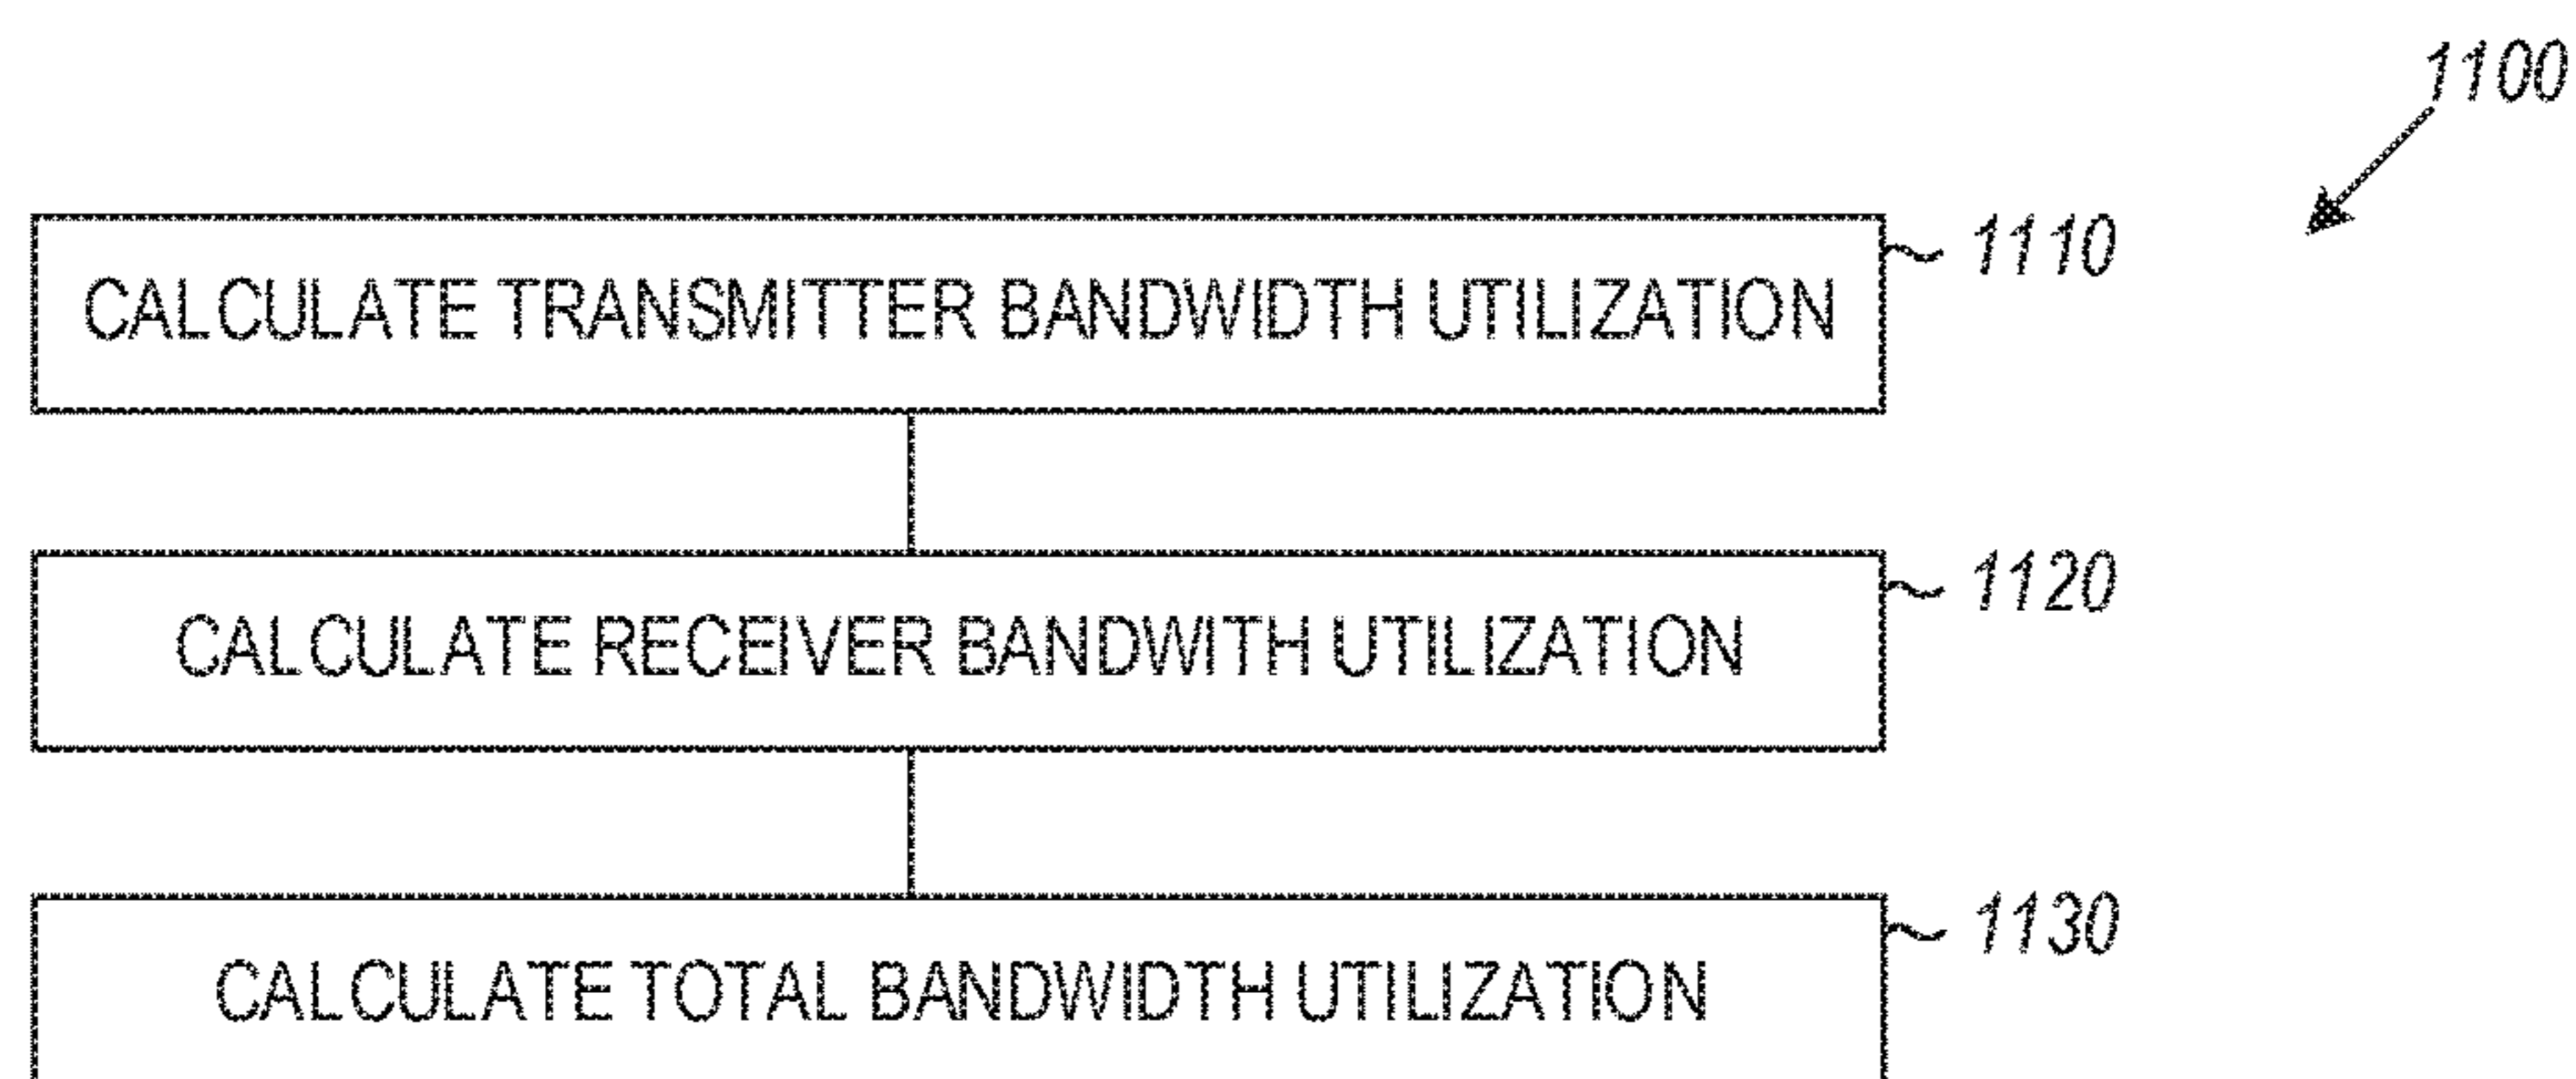 1100
CALCULATE TRANSMITTER BANDWIDTH UTILIZATION
1110
CALCULATE RECEIVER BANDWITH UTILIZATION
1120
CALCULATE TOTAL BANDWIDTH UTILIZATION
1130